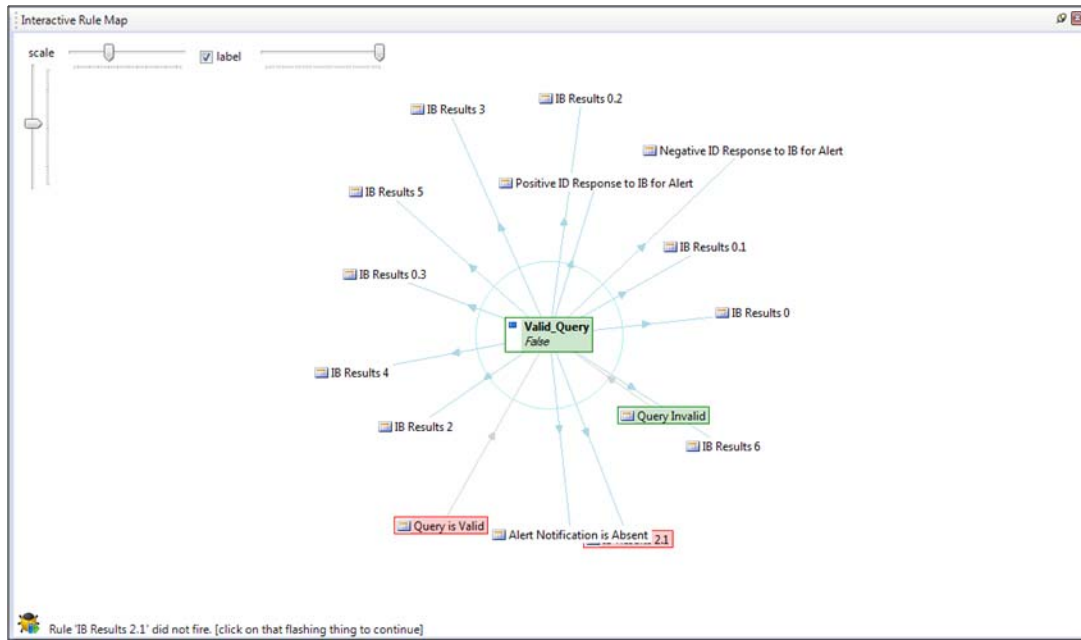 Interactive Rule Map
scale
label
IB Results 0.2
IB Results 3
Negative ID Response to IB for Alert
Positive ID Response to IB for Alert
IB Results 5
IB Results 0.1
IB Results 0.3
IB Results 0
Valid_Query
False
IB Results 4
Query Invalid
IB Results 2
IB Results 6
Query is Valid
Alert Notification is Absent
2.1
Rule 'IB Results 2.1' did not fire. [click on that flashing thing to continue]